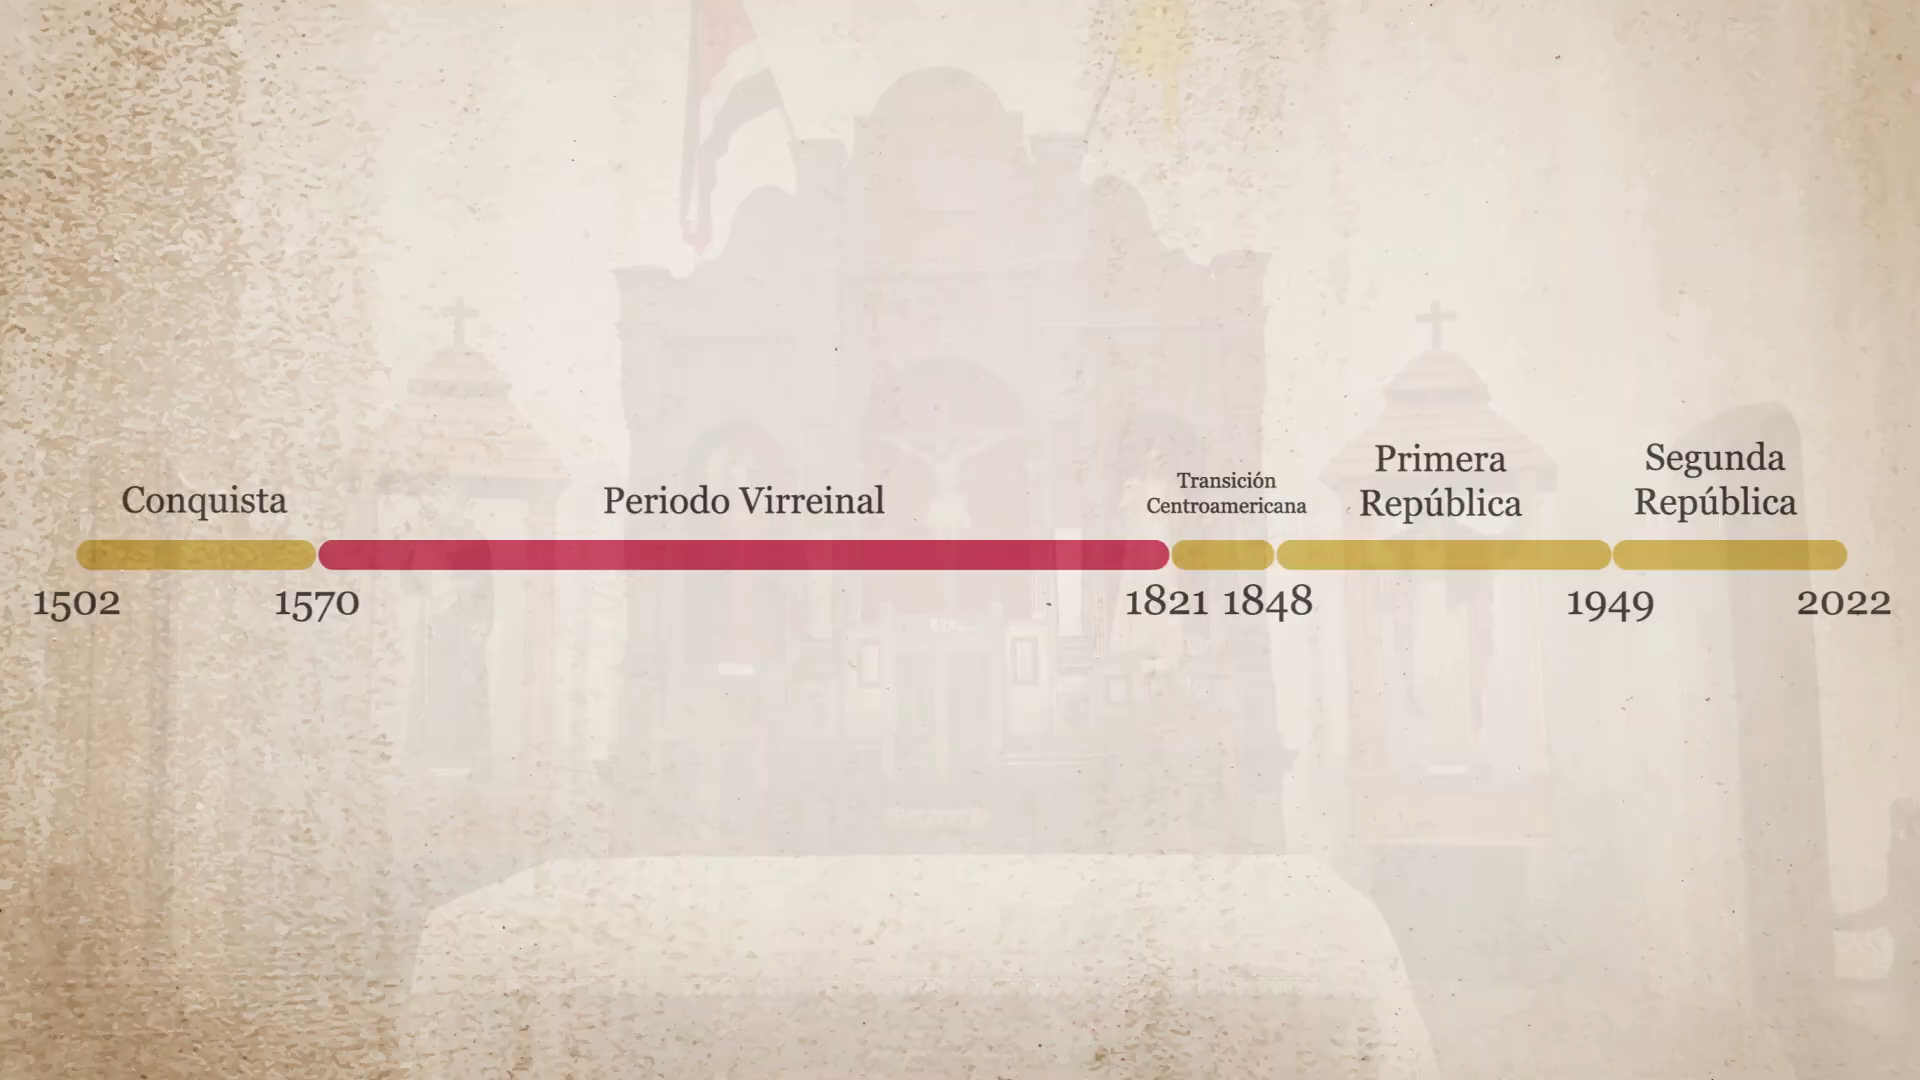 Conquista
Periodo Virreinal
Transición
Centroamericana
Primera
República
Segunda
República
1502
1570
1821
1848
1949
2022